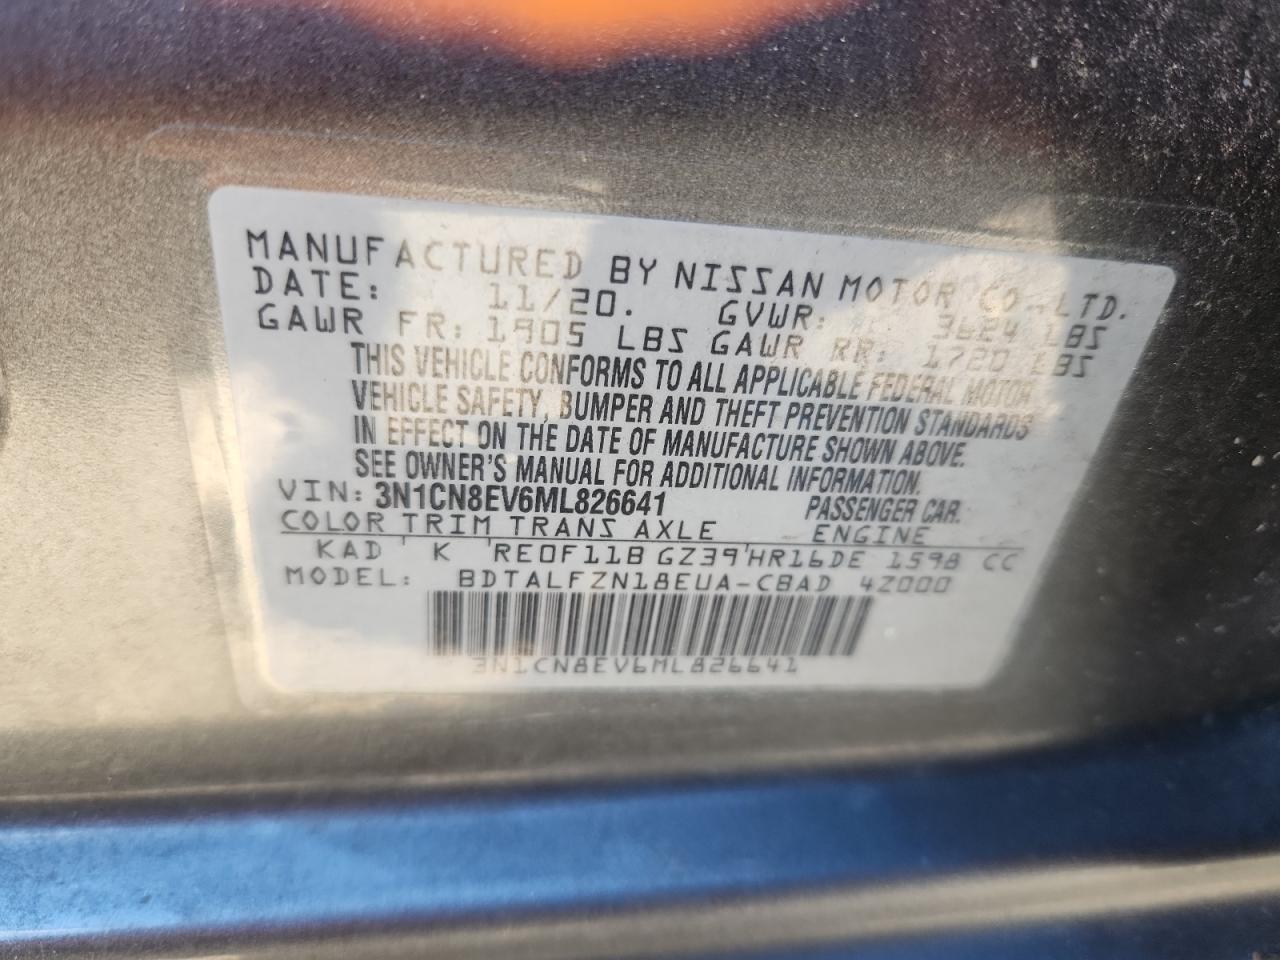 MANUFACTURED BY NISSAN MOTOR CO.,LTD.
DATE: 11/20. GVWR: 3624 LBS
GAWR FR: 1905 LBS GAWR RR: 1720 LBS
THIS VEHICLE CONFORMS TO ALL APPLICABLE FEDERAL MOTOR
VEHICLE SAFETY, BUMPER AND THEFT PREVENTION STANDARDS
IN EFFECT ON THE DATE OF MANUFACTURE SHOWN ABOVE.
SEE OWNER'S MANUAL FOR ADDITIONAL INFORMATION.
VIN: 3N1CN8EV6ML826641 PASSENGER CAR.
COLOR TRIM TRANS AXLE ENGINE
KAD K RE0F11B GZ39 HR16DE 1598 CC
MODEL: BDTALFZN18EUA-CBAD 4Z000
3N1CN8EV6ML826641